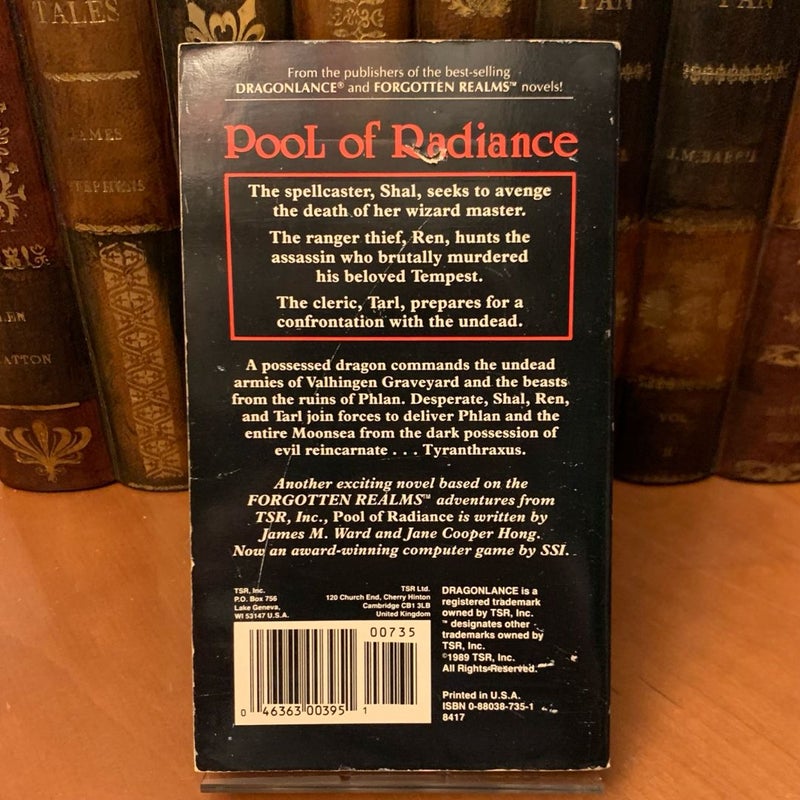 TALES
JAMES
STEPHENS
PAN
PAN
J.M. BARRIE
From the publishers of the best-selling
DRAGONLANCE® and FORGOTTEN REALMS™ novels!
PooL of Radiance
The spellcaster, Shal, seeks to avenge
the death of her wizard master.
The ranger thief, Ren, hunts the
assassin who brutally murdered
his beloved Tempest.
The cleric, Tarl, prepares for a
confrontation with the undead.
A possessed dragon commands the undead
armies of Valhingen Graveyard and the beasts
from the ruins of Phlan. Desperate, Shal, Ren,
and Tarl join forces to deliver Phlan and the
entire Moonsea from the dark possession of
evil reincarnate . . . Tyranthraxus.
Another exciting novel based on the
FORGOTTEN REALMS™ adventures from
TSR, Inc., Pool of Radiance is written by
James M. Ward and Jane Cooper Hong.
Now an award-winning computer game by SSI.
TSR, Inc.
P.O. Box 756
Lake Geneva,
WI 53147 U.S.A.
TSR Ltd.
120 Church End, Cherry Hinton
Cambridge CB1 3LB
United Kingdom
DRAGONLANCE is a
registered trademark
owned by TSR, Inc.
™ designates other
trademarks owned by
TSR, Inc.
©1989 TSR, Inc.
All Rights Reserved.
00735
0 46363 00395 1
Printed in U.S.A.
ISBN 0-88038-735-1
8417